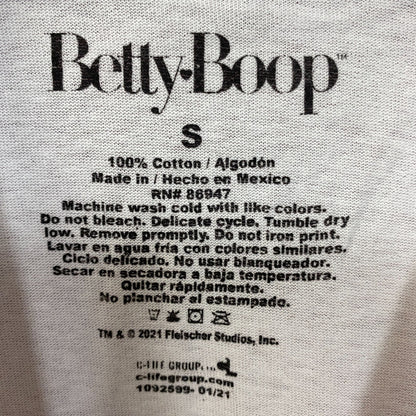 Betty Boop™
S
100% Cotton / Algodón
Made in / Hecho en Mexico
RN# 86947
Machine wash cold with like colors.
Do not bleach. Delicate cycle. Tumble dry
low. Remove promptly. Do not iron print.
Lavar en agua fría con colores similares.
Ciclo delicado. No usar blanqueador.
Secar en secadora a baja temperatura.
Quitar rápidamente.
No planchar el estampado.
TM & © 2021 Fleischer Studios, Inc.
C-LIFE GROUP
c-lifegroup.com
1092599- 01/21